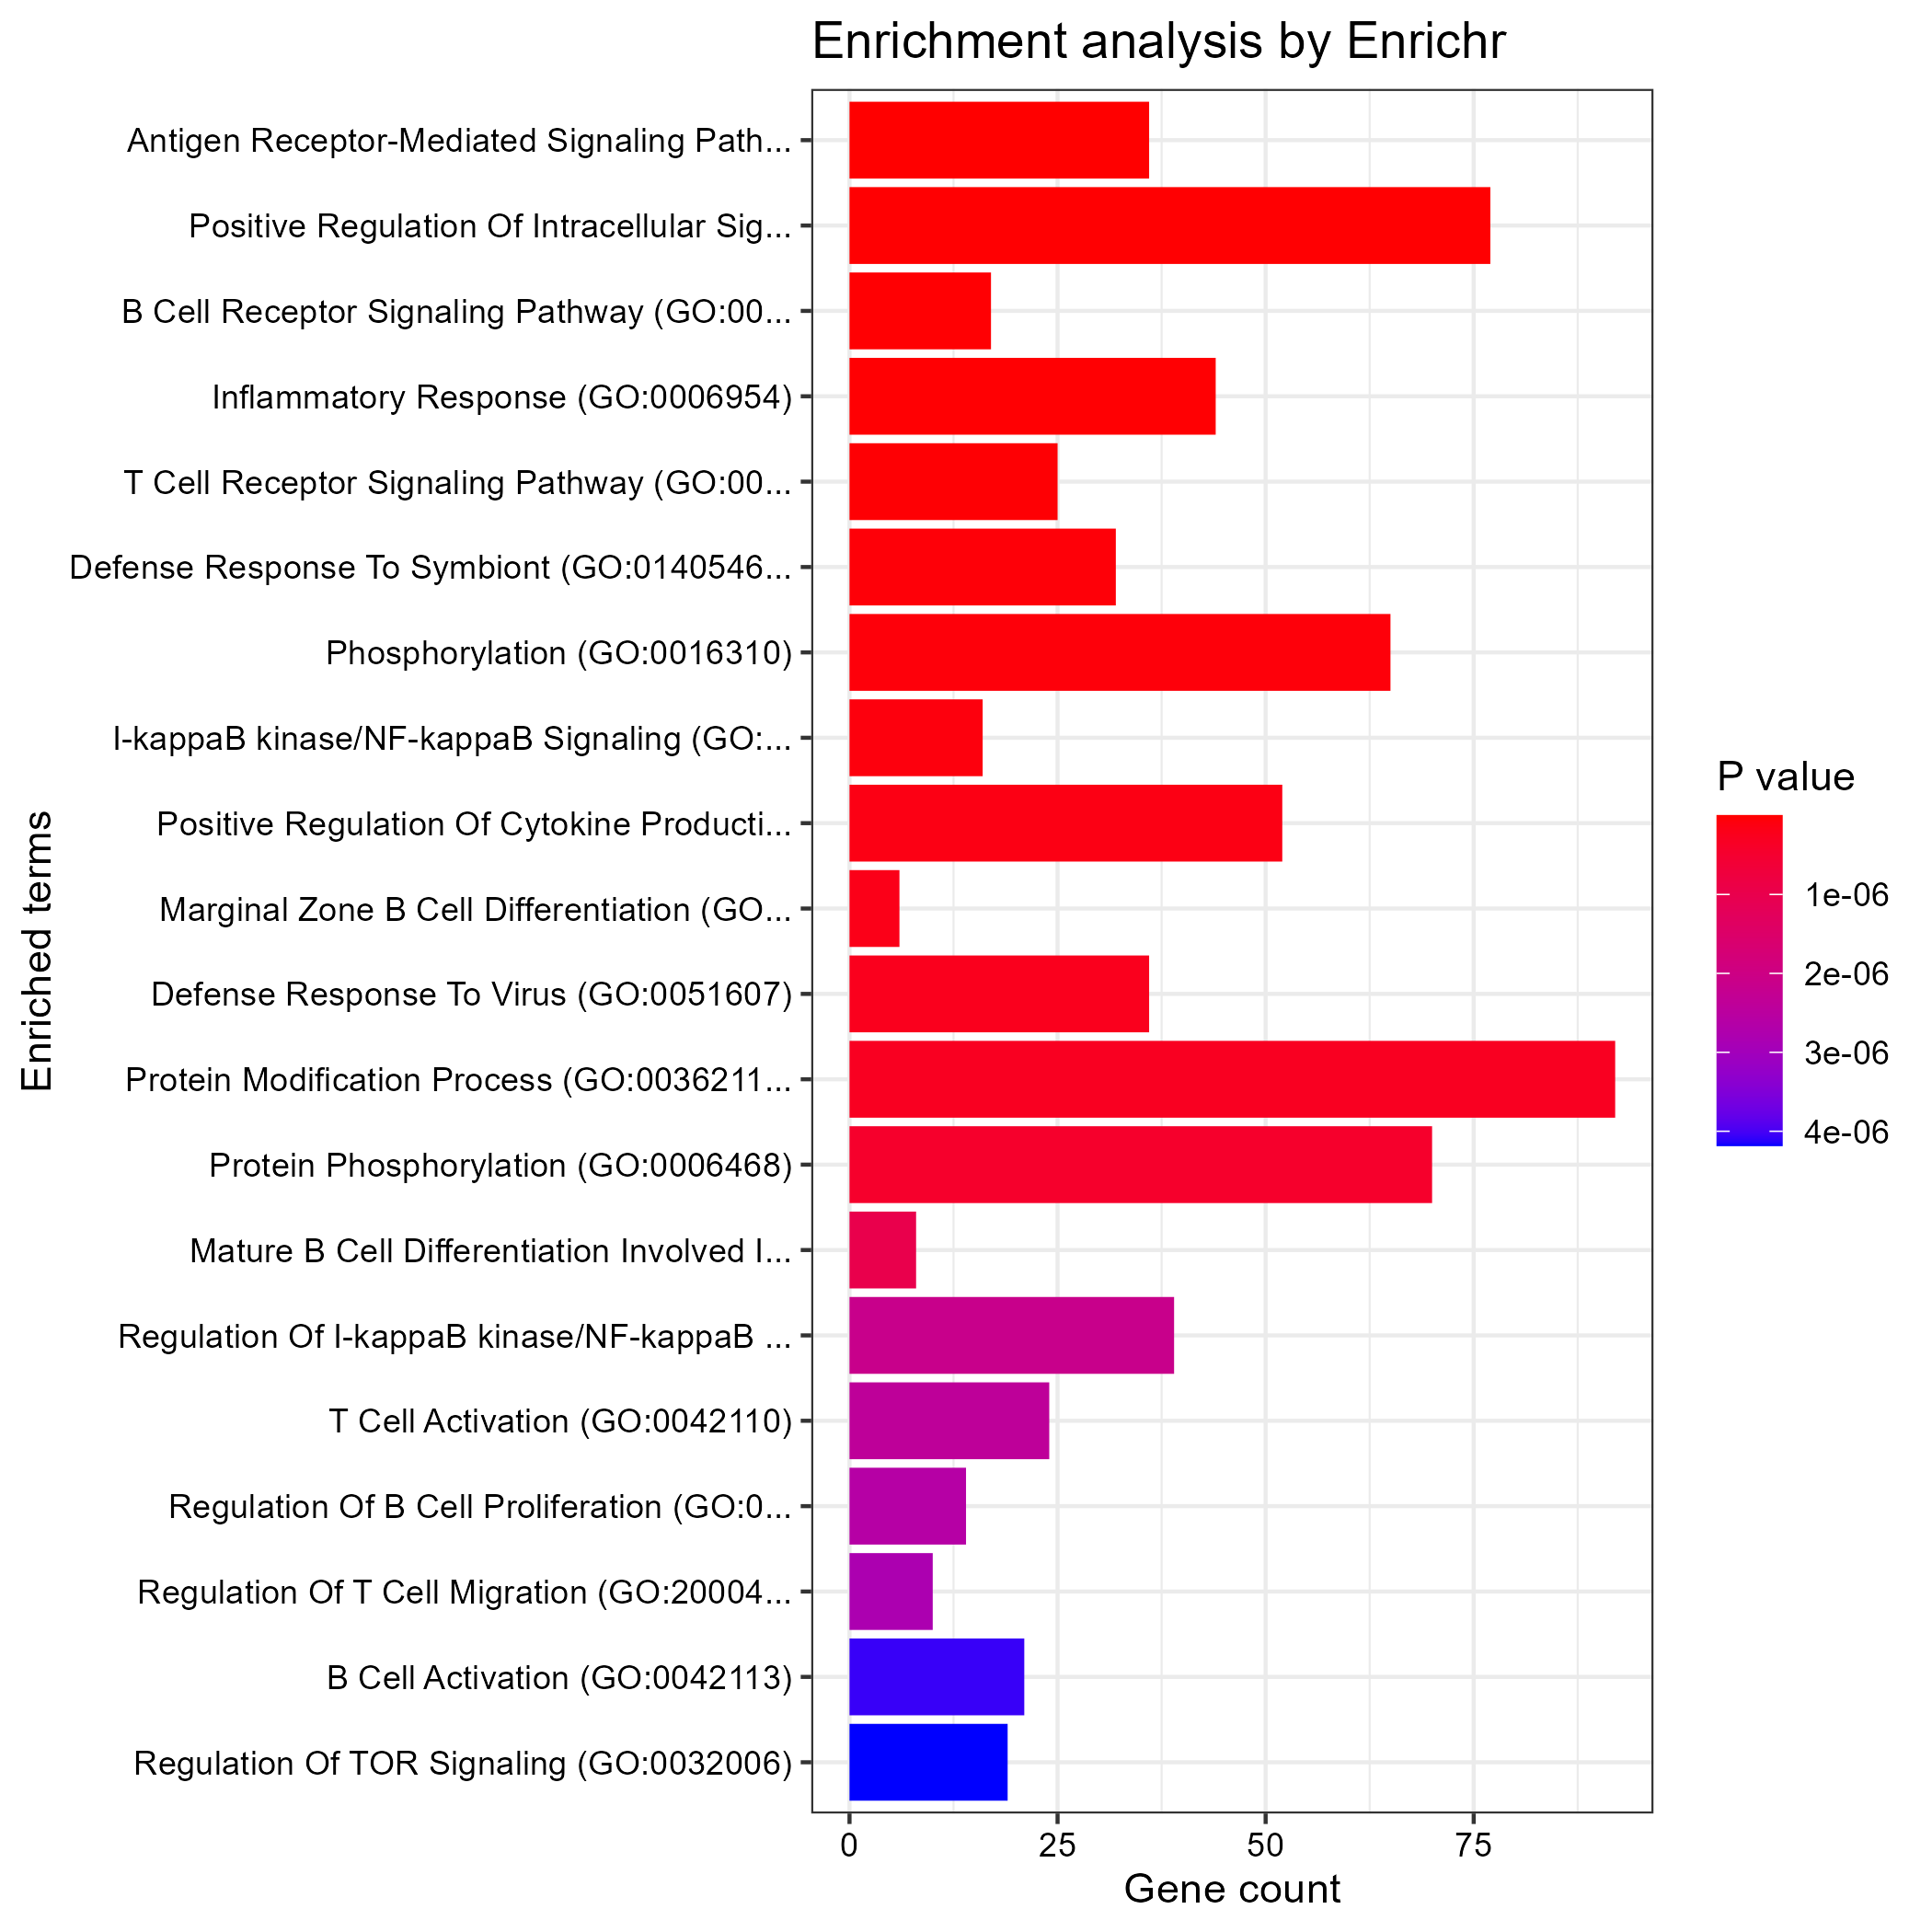 Enrichment analysis by Enrichr
Antigen Receptor-Mediated Signaling Path...
Positive Regulation Of Intracellular Sig...
B Cell Receptor Signaling Pathway (GO:00...
Inflammatory Response (GO:0006954)
T Cell Receptor Signaling Pathway (GO:00...
Defense Response To Symbiont (GO:0140546...
Phosphorylation (GO:0016310)
I-kappaB kinase/NF-kappaB Signaling (GO:...
Positive Regulation Of Cytokine Producti...
Marginal Zone B Cell Differentiation (GO...
Defense Response To Virus (GO:0051607)
Protein Modification Process (GO:0036211...
Protein Phosphorylation (GO:0006468)
Mature B Cell Differentiation Involved I...
Regulation Of I-kappaB kinase/NF-kappaB ...
T Cell Activation (GO:0042110)
Regulation Of B Cell Proliferation (GO:0...
Regulation Of T Cell Migration (GO:20004...
B Cell Activation (GO:0042113)
Regulation Of TOR Signaling (GO:0032006)
Enriched terms
0 25 50 75
Gene count
P value
1e-06
2e-06
3e-06
4e-06